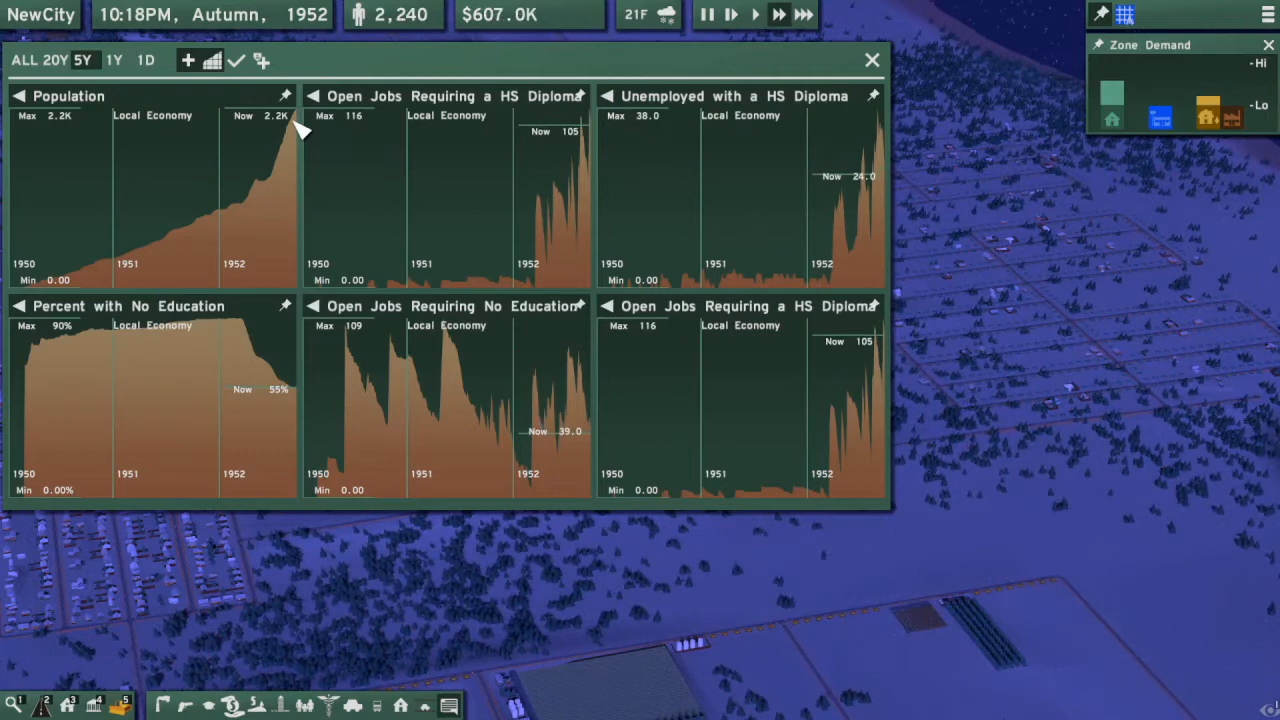 NewCity 10:18PM, Autumn, 1952 2,240 $607.0K 21F
ALL 20Y 5Y 1Y 1D
Zone Demand
-Hi
-Lo
Population
Max 2.2K Local Economy Now 2.2K
1950 1951 1952
Min 0.00
Open Jobs Requiring a HS Diploma
Max 116 Local Economy
Now 105
1950 1951 1952
Min 0.00
Unemployed with a HS Diploma
Max 38.0 Local Economy
Now 24.0
1950 1951 1952
Min 0.00
Percent with No Education
Max 90% Local Economy
Now 55%
1950 1951 1952
Min 0.00%
Open Jobs Requiring No Education
Max 109 Local Economy
Now 39.0
1950 1951 1952
Min 0.00
Open Jobs Requiring a HS Diploma
Max 116 Local Economy
Now 105
1950 1951 1952
Min 0.00
1 2 3 4 5